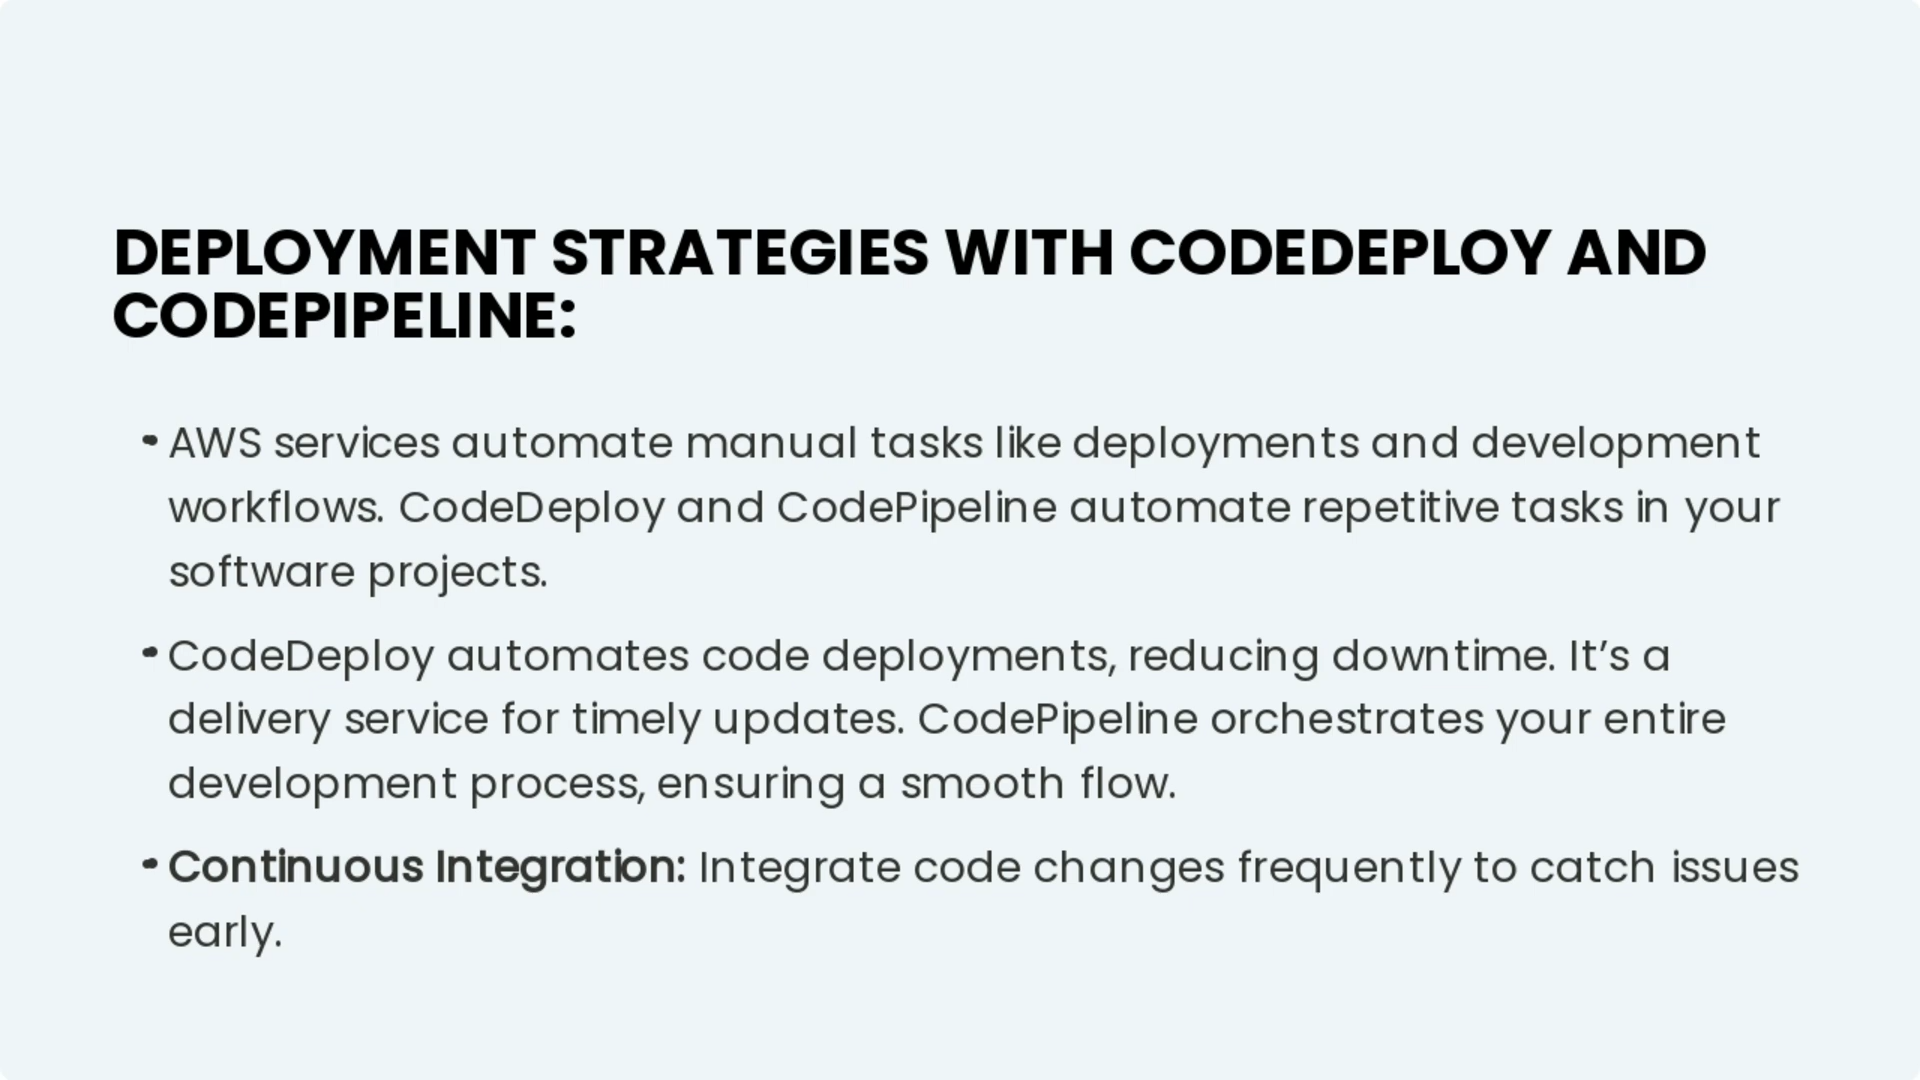 DEPLOYMENT STRATEGIES WITH CODEDEPLOY AND
CODEPIPELINE:
- AWS services automate manual tasks like deployments and development
workflows. CodeDeploy and CodePipeline automate repetitive tasks in your
software projects.
- CodeDeploy automates code deployments, reducing downtime. It’s a
delivery service for timely updates. CodePipeline orchestrates your entire
development process, ensuring a smooth flow.
- Continuous Integration: Integrate code changes frequently to catch issues
early.